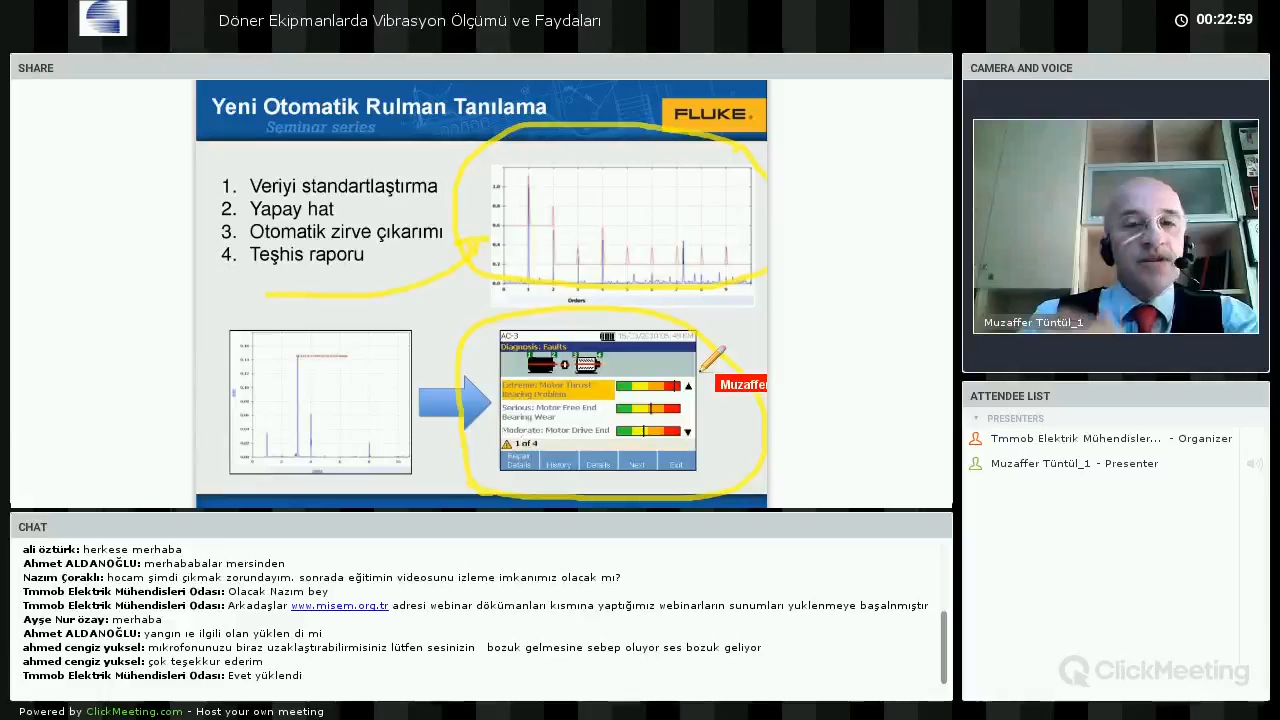 Döner Ekipmanlarda Vibrasyon Ölçümü ve Faydaları
00:22:59
SHARE
Yeni Otomatik Rulman Tanılama
Seminar series
FLUKE
1. Veriyi standartlaştırma
2. Yapay hat
3. Otomatik zirve çıkarımı
4. Teşhis raporu
Orders
AC-3
Diagnosis: Faults
Extreme: Motor Thrust
Bearing Problem
Serious: Motor Free End
Bearing Wear
Moderate: Motor Drive End
1 of 4
Repair
Details History Details Next Exit
Muzaffer
CAMERA AND VOICE
Muzaffer Tüntül_1
ATTENDEE LIST
PRESENTERS
Tmmob Elektrik Mühendisler... - Organizer
Muzaffer Tüntül_1 - Presenter
CHAT
ali öztürk: herkese merhaba
Ahmet ALDANOĞLU: merhababalar mersinden
Nazım Çoraklı: hocam şimdi çıkmak zorundayım. sonrada eğitimin videosunu izleme imkanımız olacak mı?
Tmmob Elektrik Mühendisleri Odası: Olacak Nazım bey
Tmmob Elektrik Mühendisleri Odası: Arkadaşlar www.misem.org.tr adresi webinar dökümanları kısmına yaptığımız webinarların sunumları yuklenmeye başalnmıştır
Ayşe Nur özay: merhaba
Ahmet ALDANOĞLU: yangın ıe ilgili olan yüklen di mi
ahmed cengiz yuksel: mıkrofonunuzu biraz uzaklaştırabilirmisiniz lütfen sesinizin bozuk gelmesine sebep oluyor ses bozuk geliyor
ahmed cengiz yuksel: çok teşekkur ederim
Tmmob Elektrik Mühendisleri Odası: Evet yüklendi
ClickMeeting
Powered by ClickMeeting.com - Host your own meeting